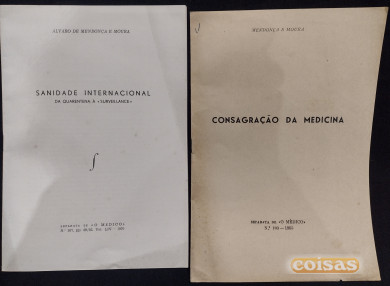 ALVARO DE MENDONÇA E MOURA
SANIDADE INTERNACIONAL
DA QUARENTENA À «SURVEILLANCE»
SEPARATA DE «O MÉDICO»
MENDONÇA E MOURA
CONSAGRAÇÃO DA MEDICINA
SEPARATA DE «O MÉDICO»
coisas